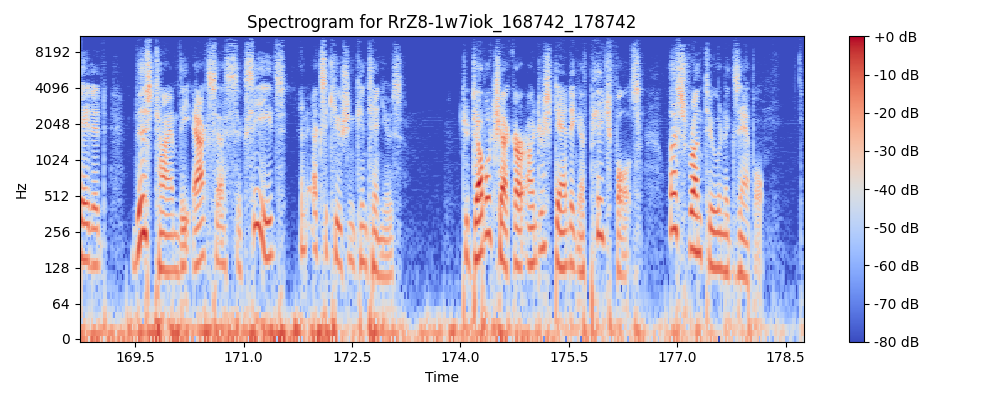 Spectrogram for RrZ8-1w7iok_168742_178742
Hz
8192
4096
2048
1024
512
256
128
64
0
169.5 171.0 172.5 174.0 175.5 177.0 178.5
Time
+0 dB
-10 dB
-20 dB
-30 dB
-40 dB
-50 dB
-60 dB
-70 dB
-80 dB